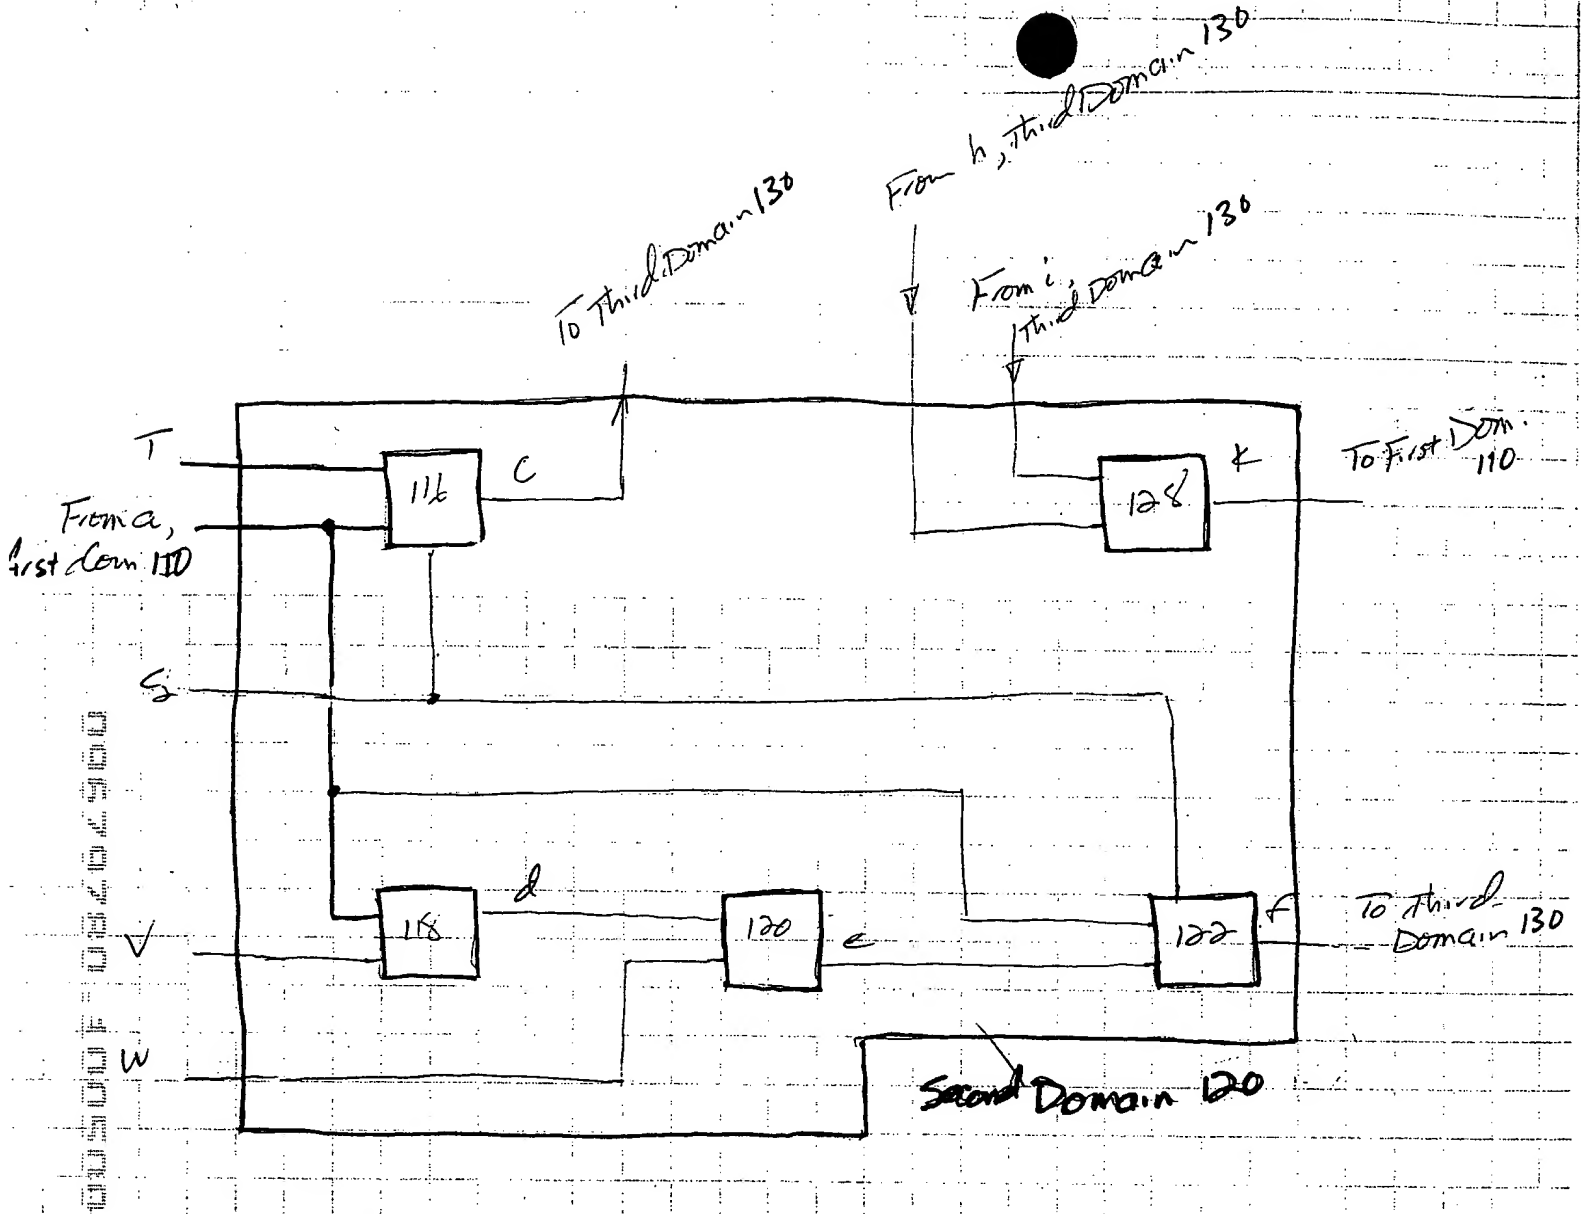 From h, Third Domain 130
To Third Domain 130
From i,
Third Domain 130
T
116
C
128
K
To First Dom.
110
From a,
first dom 110
S
d
118
V
120
e
122
f
To Third
Domain 130
W
Second Domain 120